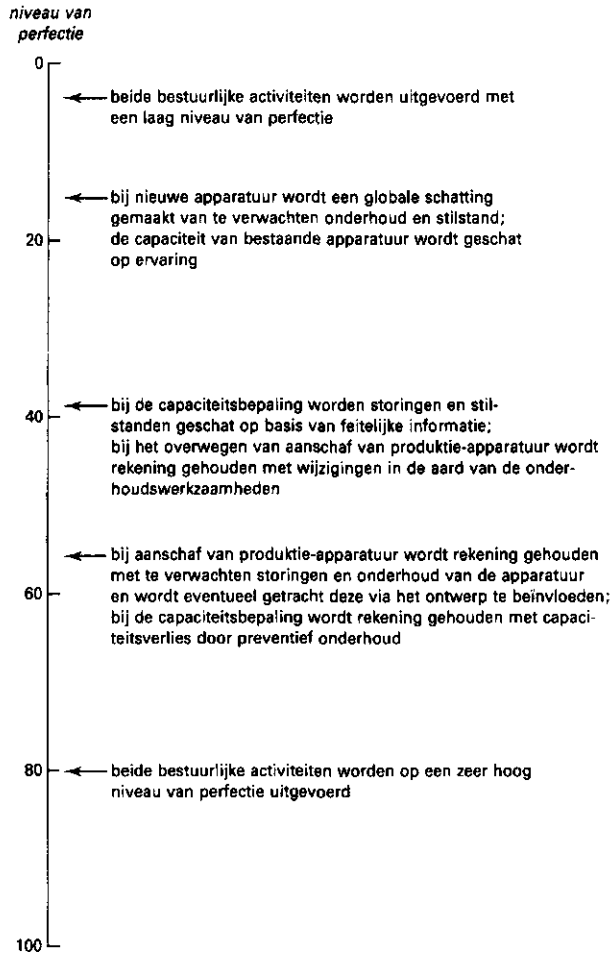 niveau van
perfectie
0
beide bestuurlijke activiteiten worden uitgevoerd met
een laag niveau van perfectie
bij nieuwe apparatuur wordt een globale schatting
gemaakt van te verwachten onderhoud en stilstand;
20
de capaciteit van bestaande apparatuur wordt geschat
op ervaring
bij de capaciteitsbepaling worden storingen en stil-
40
standen geschat op basis van feitelijke informatie;
bij het overwegen van aanschaf van produktie-apparatuur wordt
rekening gehouden met wijzigingen in de aard van de onder-
houdswerkzaamheden
bij aanschaf van produktie-apparatuur wordt rekening gehouden
met te verwachten storingen en onderhoud van de apparatuur
60
en wordt eventueel getracht deze via het ontwerp te beïnvloeden;
bij de capaciteitsbepaling wordt rekening gehouden met capaci-
teitsverlies door preventief onderhoud
80
beide bestuurlijke activiteiten worden op een zeer hoog
niveau van perfectie uitgevoerd
100